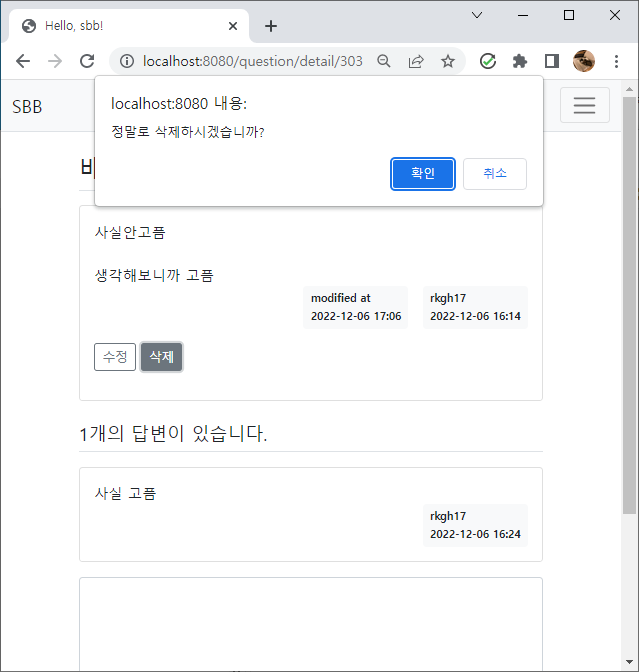 Hello, sbb!
localhost:8080/question/detail/303
SBB
localhost:8080 내용:
정말로 삭제하시겠습니까?
확인
취소
사실안고픔
생각해보니까 고픔
modified at
2022-12-06 17:06
rkgh17
2022-12-06 16:14
수정
삭제
1개의 답변이 있습니다.
사실 고픔
rkgh17
2022-12-06 16:24